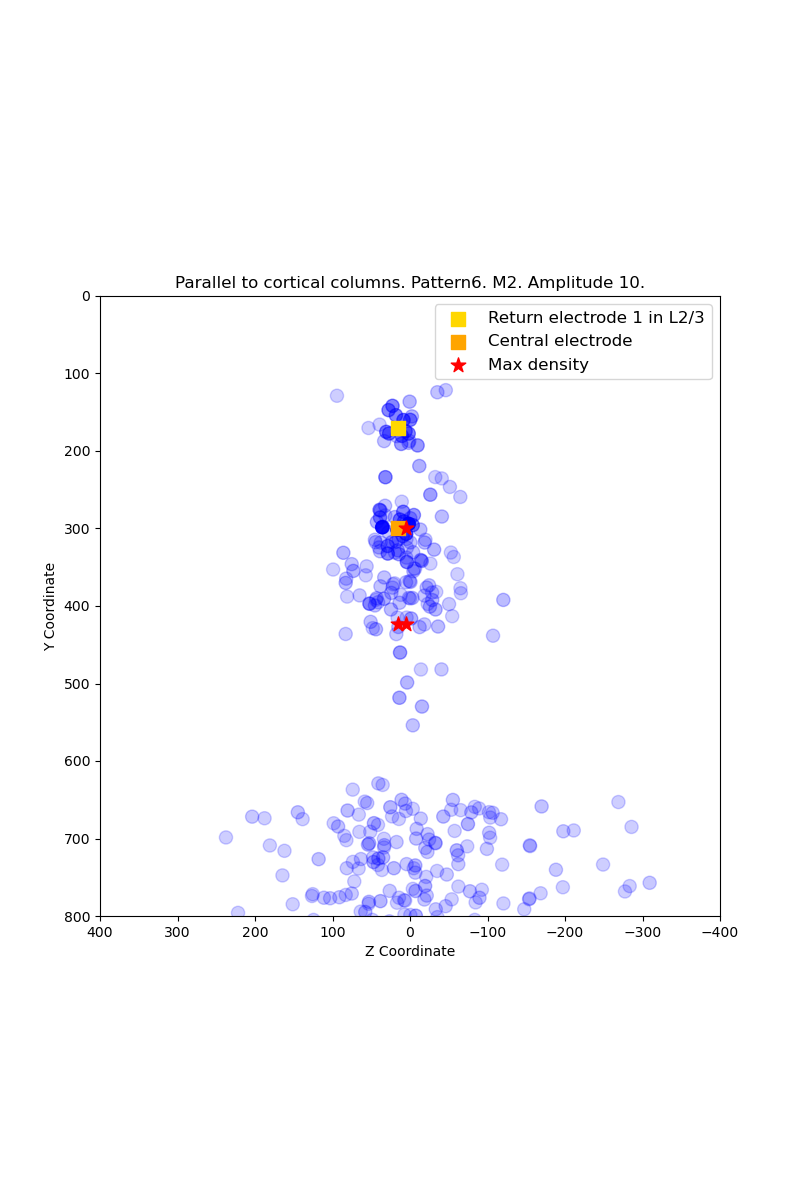 Parallel to cortical columns. Pattern6. M2. Amplitude 10.
Return electrode 1 in L2/3
Central electrode
Max density
Y Coordinate
0
100
200
300
400
500
600
700
800
400 300 200 100 0 −100 −200 −300 −400
Z Coordinate